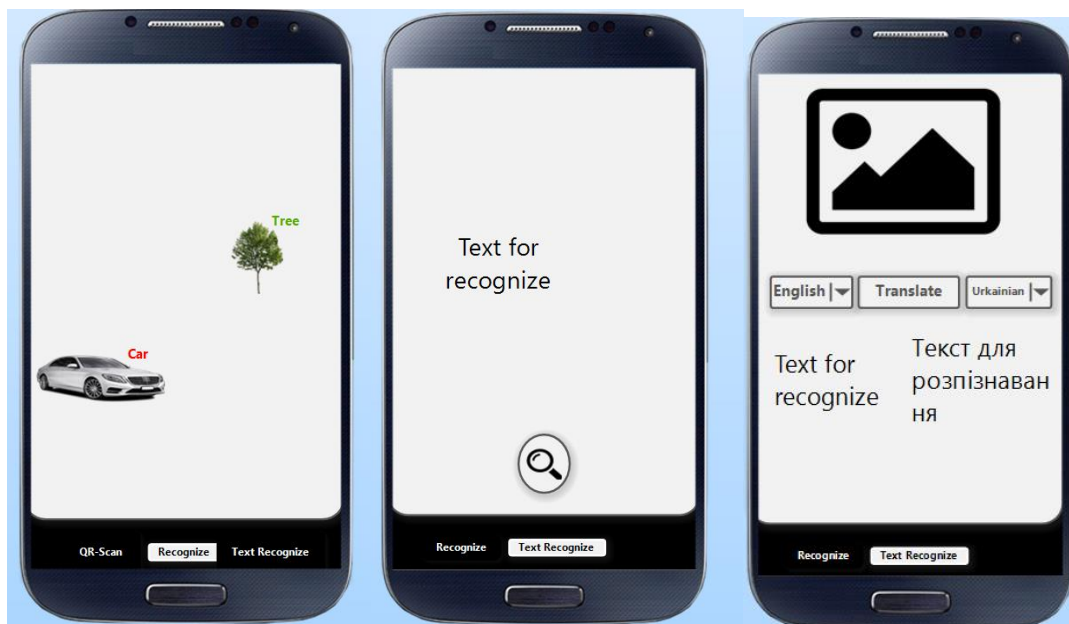 Tree
Car
QR-Scan Recognize Text Recognize
Text for
recognize
Recognize Text Recognize
English Translate Urkainian
Text for
recognize
Текст для
розпізнаван
ня
Recognize Text Recognize